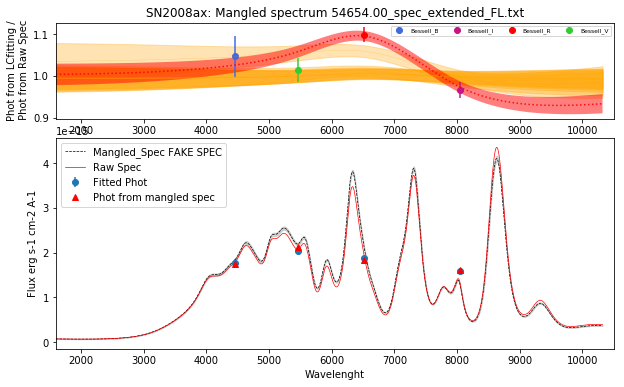 SN2008ax: Mangled spectrum 54654.00_spec_extended_FL.txt
Phot from LCfitting /
Phot from Raw Spec
1.1
1.0
0.9
Bessell_B
Bessell_I
Bessell_R
Bessell_V
2000 3000 4000 5000 6000 7000 8000 9000 10000
Flux erg s-1 cm-2 A-1
4
3
2
1
0
Mangled_Spec FAKE SPEC
Raw Spec
Fitted Phot
Phot from mangled spec
2000 3000 4000 5000 6000 7000 8000 9000 10000
Wavelenght